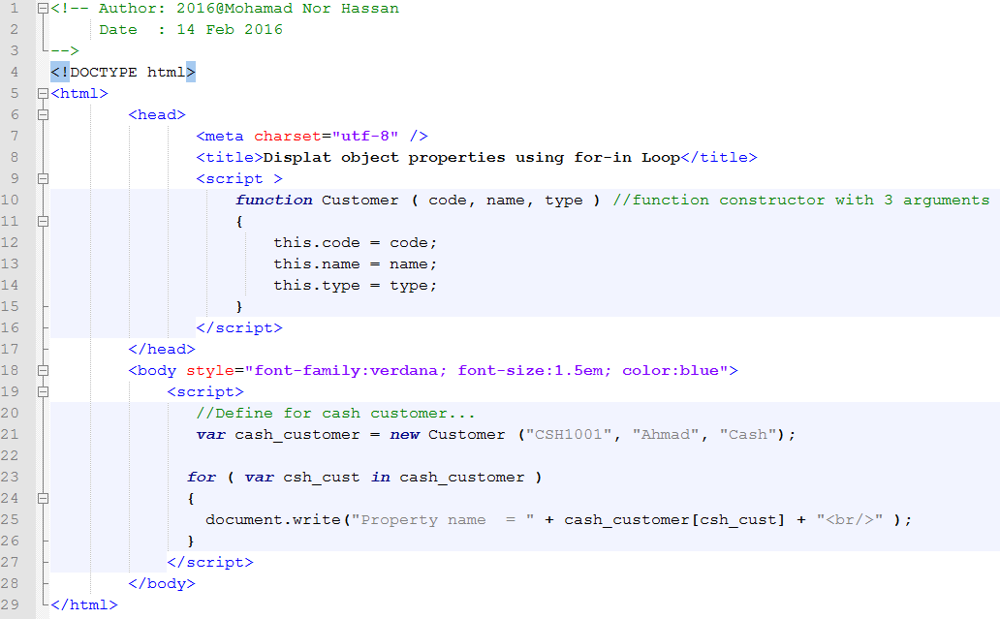 1 <!-- Author: 2016@Mohamad Nor Hassan
2 Date : 14 Feb 2016
3 -->
4 <!DOCTYPE html>
5 <html>
6 <head>
7 <meta charset="utf-8" />
8 <title>Displat object properties using for-in Loop</title>
9 <script >
10 function Customer ( code, name, type ) //function constructor with 3 arguments
11 {
12 this.code = code;
13 this.name = name;
14 this.type = type;
15 }
16 </script>
17 </head>
18 <body style="font-family:verdana; font-size:1.5em; color:blue">
19 <script>
20 //Define for cash customer...
21 var cash_customer = new Customer ("CSH1001", "Ahmad", "Cash");
22
23 for ( var csh_cust in cash_customer )
24 {
25 document.write("Property name  = " + cash_customer[csh_cust] + "<br/>" );
26 }
27 </script>
28 </body>
29 </html>